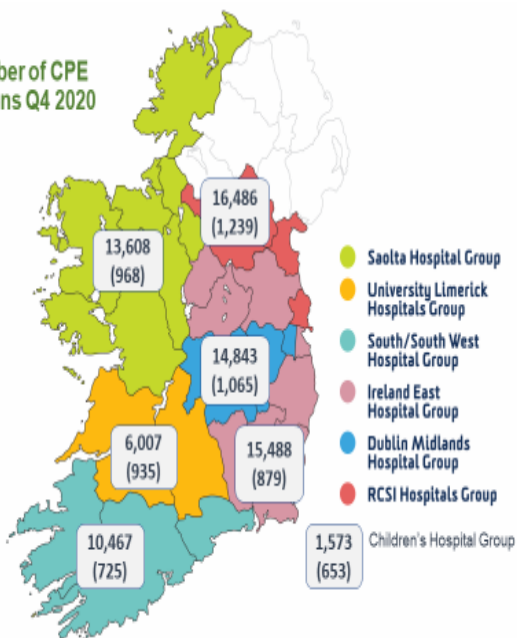 ber of CPE
ns Q4 2020
16,486
(1,239)
13,608
(968)
14,843
(1,065)
6,007
(935)
15,488
(879)
10,467
(725)
1,573
(653)
Saolta Hospital Group
University Limerick
Hospitals Group
South/South West
Hospital Group
Ireland East
Hospital Group
Dublin Midlands
Hospital Group
RCSI Hospitals Group
Children's Hospital Group